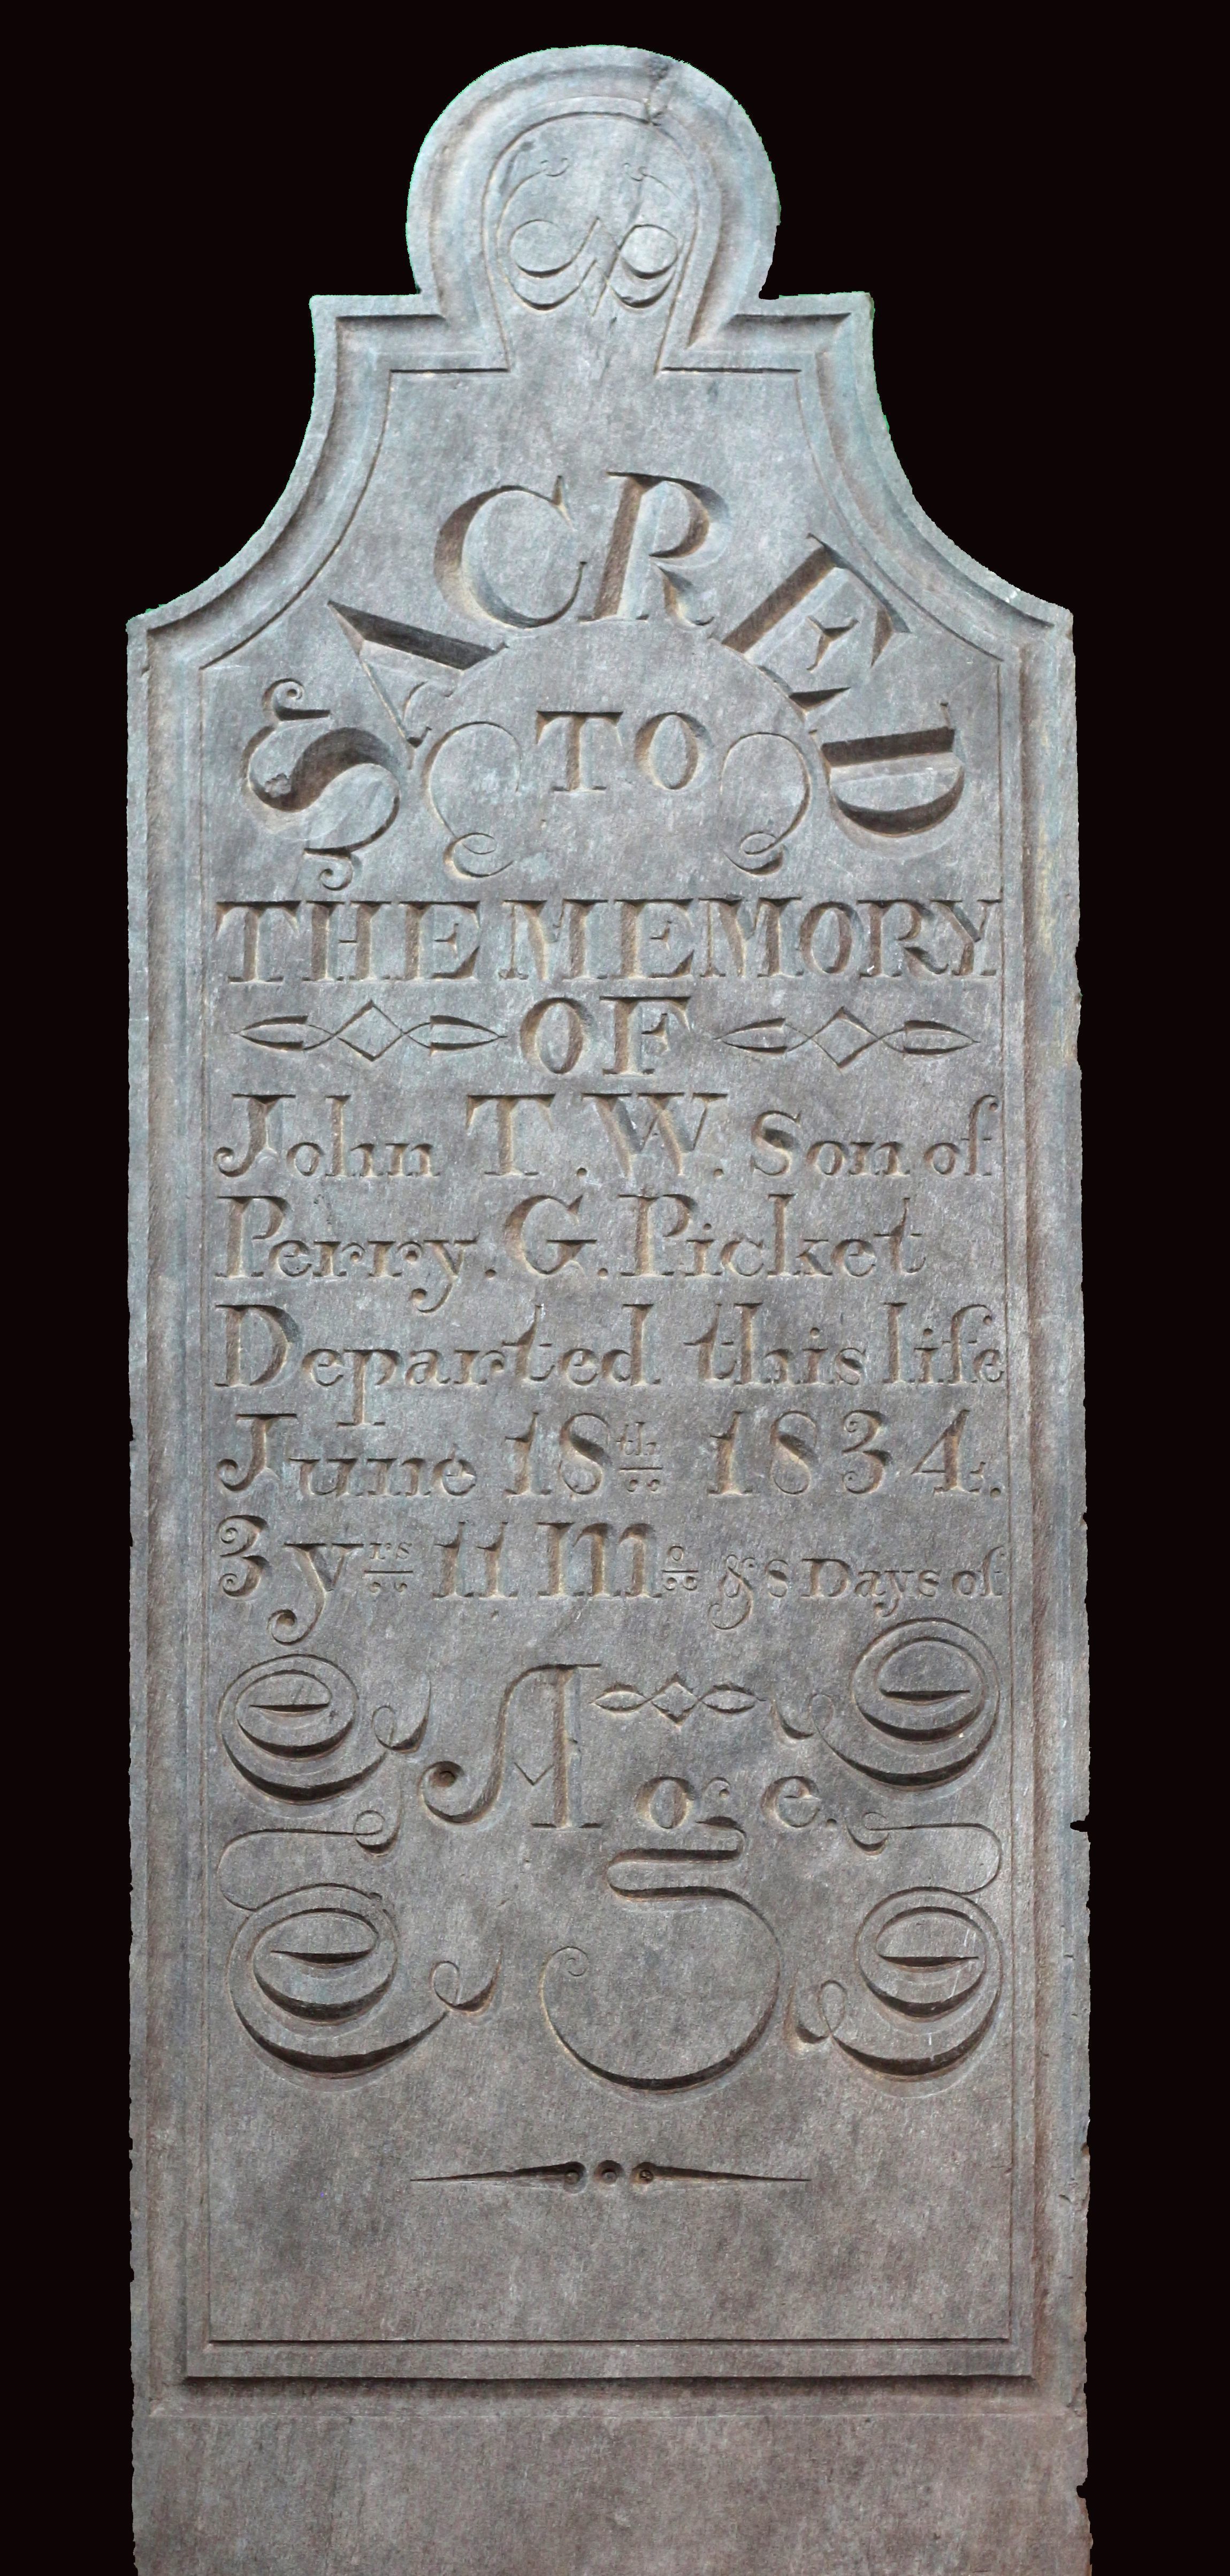 SACRED
TO
THE MEMORY
OF
John T.W. Son of
Perry.G.Picket
Departed this life
June 18th 1834.
3 yrs 11 Mo & 8 Days of
Age.